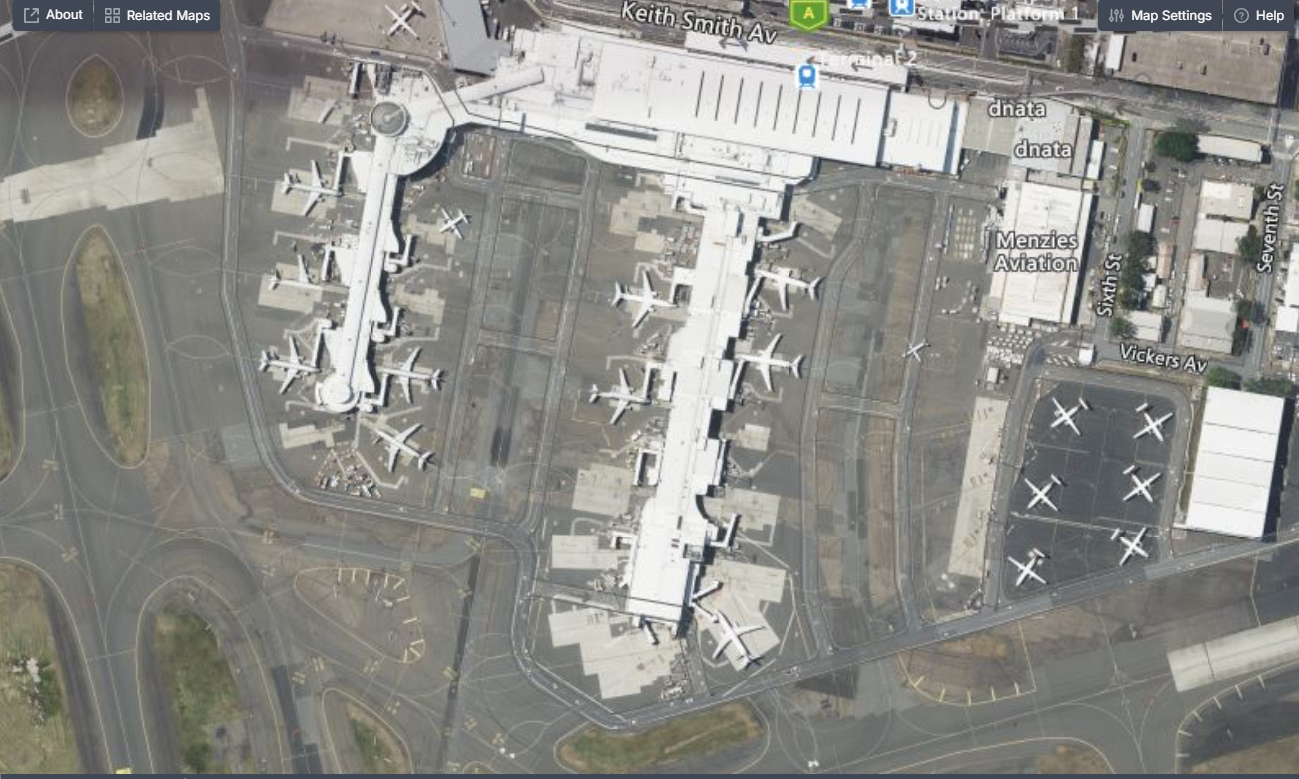 About
Related Maps
Keith Smith Av
A
Station, Platform 1
Map Settings
Help
Terminal 2
dnata
dnata
Menzies
Aviation
Sixth St
Seventh St
Vickers Av